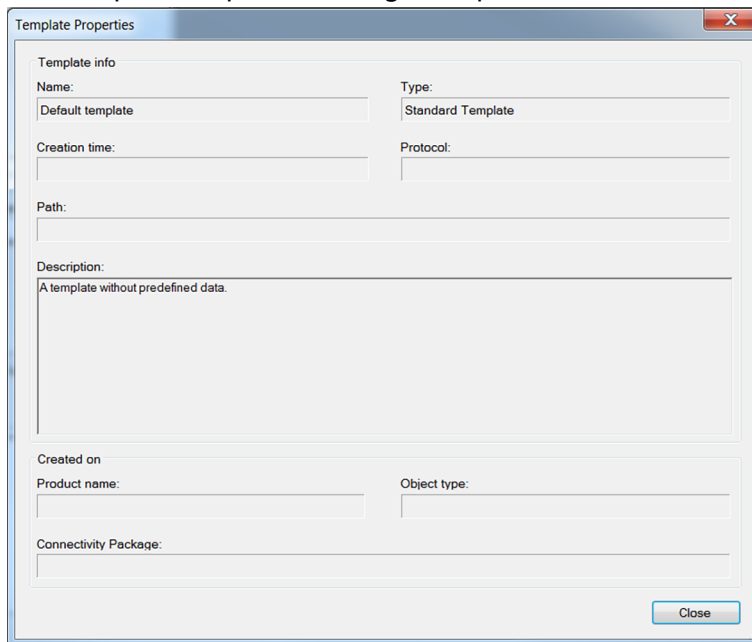 Template Properties
Template info
Name:
Type:
Default template
Standard Template
Creation time:
Protocol:
Path:
Description:
A template without predefined data.
Created on
Product name:
Object type:
Connectivity Package:
Close